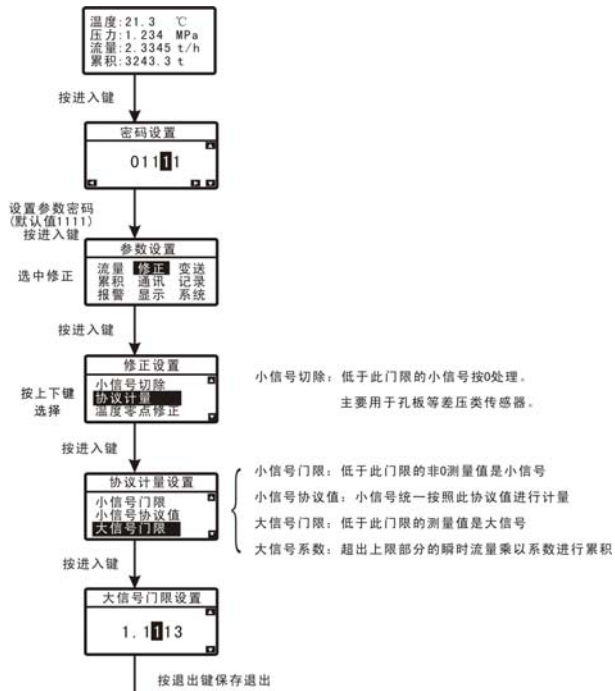 温度:21.3 ℃
压力:1.234 MPa
流量:2.3345 t/h
累积:3243.3 t
按进入键
密码设置
01111
设置参数密码
(默认值1111)
按进入键
参数设置
选中修正
流量 修正 变送
累积 通讯 记录
报警 显示 系统
按进入键
修正设置
按上下键
选择
小信号切除
协议计量
温度零点修正
小信号切除：低于此门限的小信号按0处理。
主要用于孔板等差压类传感器。
按进入键
协议计量设置
小信号门限
小信号协议值
大信号门限
小信号门限：低于此门限的非0测量值是小信号
小信号协议值：小信号统一按照此协议值进行计量
大信号门限：低于此门限的测量值是大信号
大信号系数：超出上限部分的瞬时流量乘以系数进行累积
按进入键
大信号门限设置
1.1113
按退出键保存退出